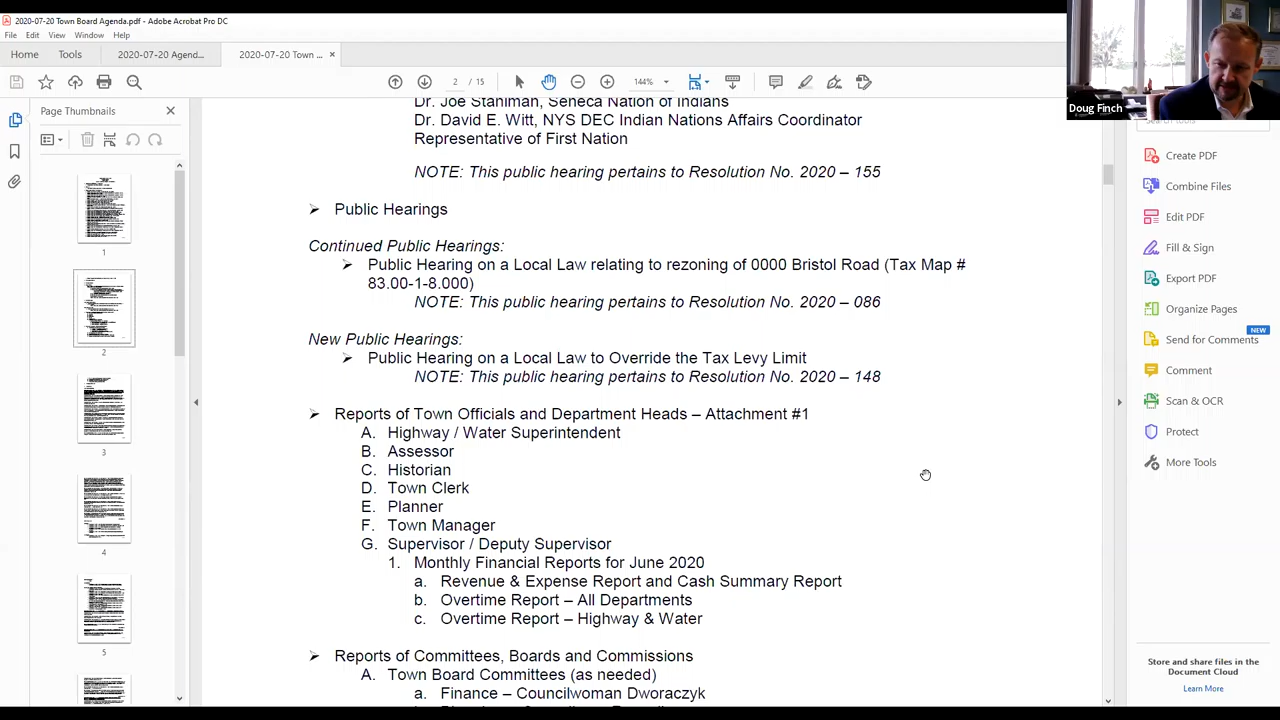 2020-07-20 Town Board Agenda.pdf - Adobe Acrobat Pro DC
File Edit View Window Help
Home Tools 2020-07-20 Agend... 2020-07-20 Town ... ×
2 / 15 144%
Page Thumbnails
1
2
3
4
5
Dr. Joe Stahlman, Seneca Nation of Indians
Dr. David E. Witt, NYS DEC Indian Nations Affairs Coordinator
Representative of First Nation
NOTE: This public hearing pertains to Resolution No. 2020 – 155
➢ Public Hearings
Continued Public Hearings:
➢ Public Hearing on a Local Law relating to rezoning of 0000 Bristol Road (Tax Map #
83.00-1-8.000)
NOTE: This public hearing pertains to Resolution No. 2020 – 086
New Public Hearings:
➢ Public Hearing on a Local Law to Override the Tax Levy Limit
NOTE: This public hearing pertains to Resolution No. 2020 – 148
➢ Reports of Town Officials and Department Heads – Attachment #1
A. Highway / Water Superintendent
B. Assessor
C. Historian
D. Town Clerk
E. Planner
F. Town Manager
G. Supervisor / Deputy Supervisor
1. Monthly Financial Reports for June 2020
a. Revenue & Expense Report and Cash Summary Report
b. Overtime Report – All Departments
c. Overtime Report – Highway & Water
➢ Reports of Committees, Boards and Commissions
A. Town Board Committees (as needed)
a. Finance – Councilwoman Dworaczyk
Doug Finch
Search tools
Create PDF
Combine Files
Edit PDF
Fill & Sign
Export PDF
Organize Pages
NEW
Send for Comments
Comment
Scan & OCR
Protect
More Tools
Store and share files in the
Document Cloud
Learn More